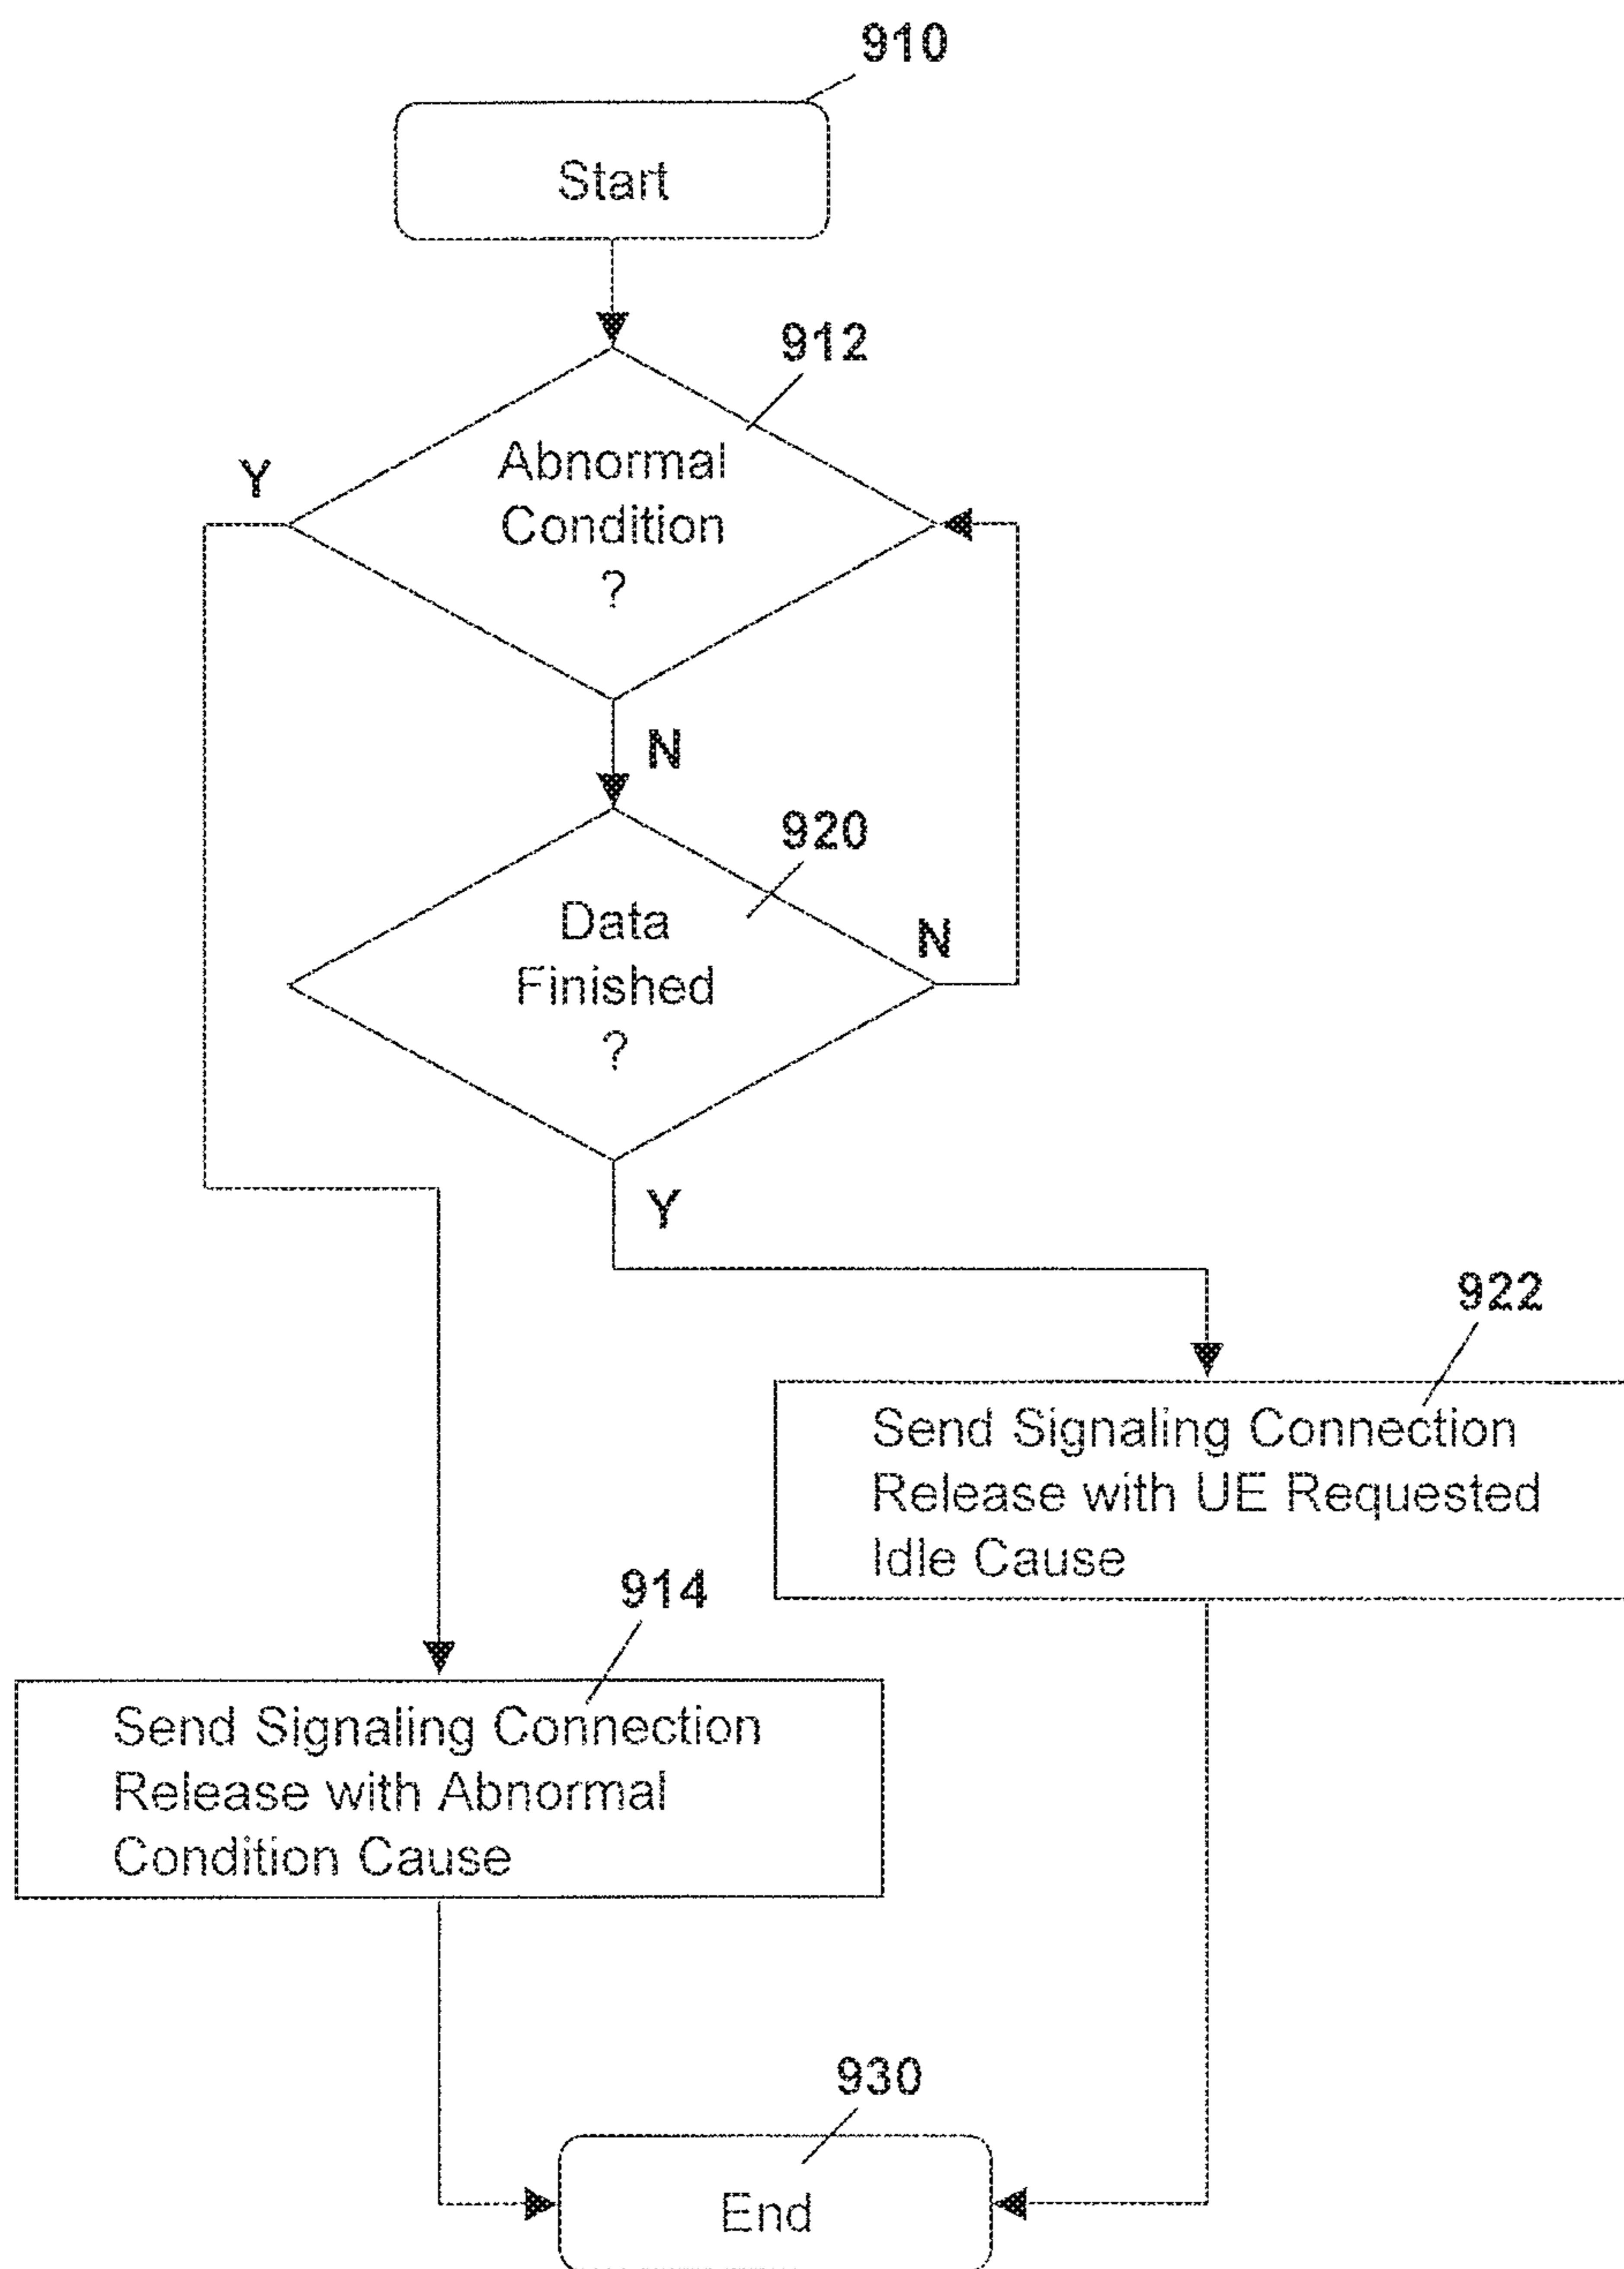 910
Start
912
Y
Abnormal
Condition
?
N
920
Data
Finished
?
N
Y
922
Send Signaling Connection
Release with UE Requested
Idle Cause
914
Send Signaling Connection
Release with Abnormal
Condition Cause
930
End